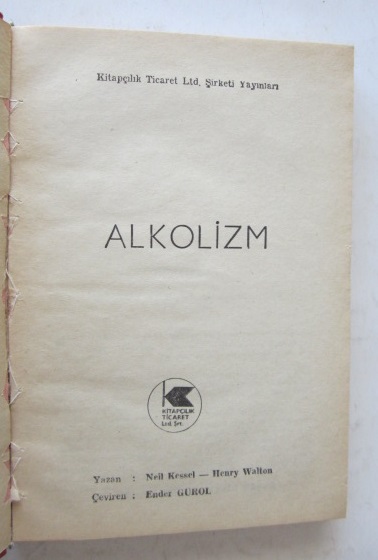 Kitapçılık Ticaret Ltd. Şirketi Yayınları
ALKOLİZM
K
KİTAPÇILIK
TİCARET
Ltd. Şrt.
Yazan : Neil Kessel — Henry Walton
Çeviren : Ender GÜROL